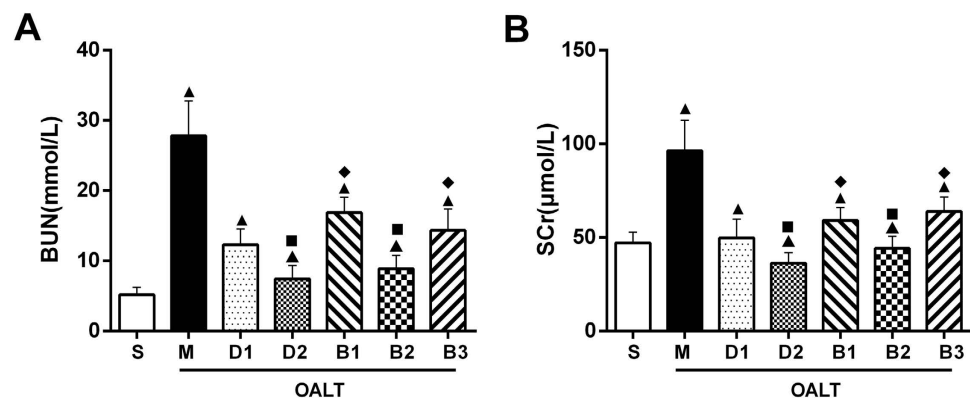 A
BUN(mmol/L)
40
30
20
10
0
S M D1 D2 B1 B2 B3
OALT
B
SCr(μmol/L)
150
100
50
0
S M D1 D2 B1 B2 B3
OALT